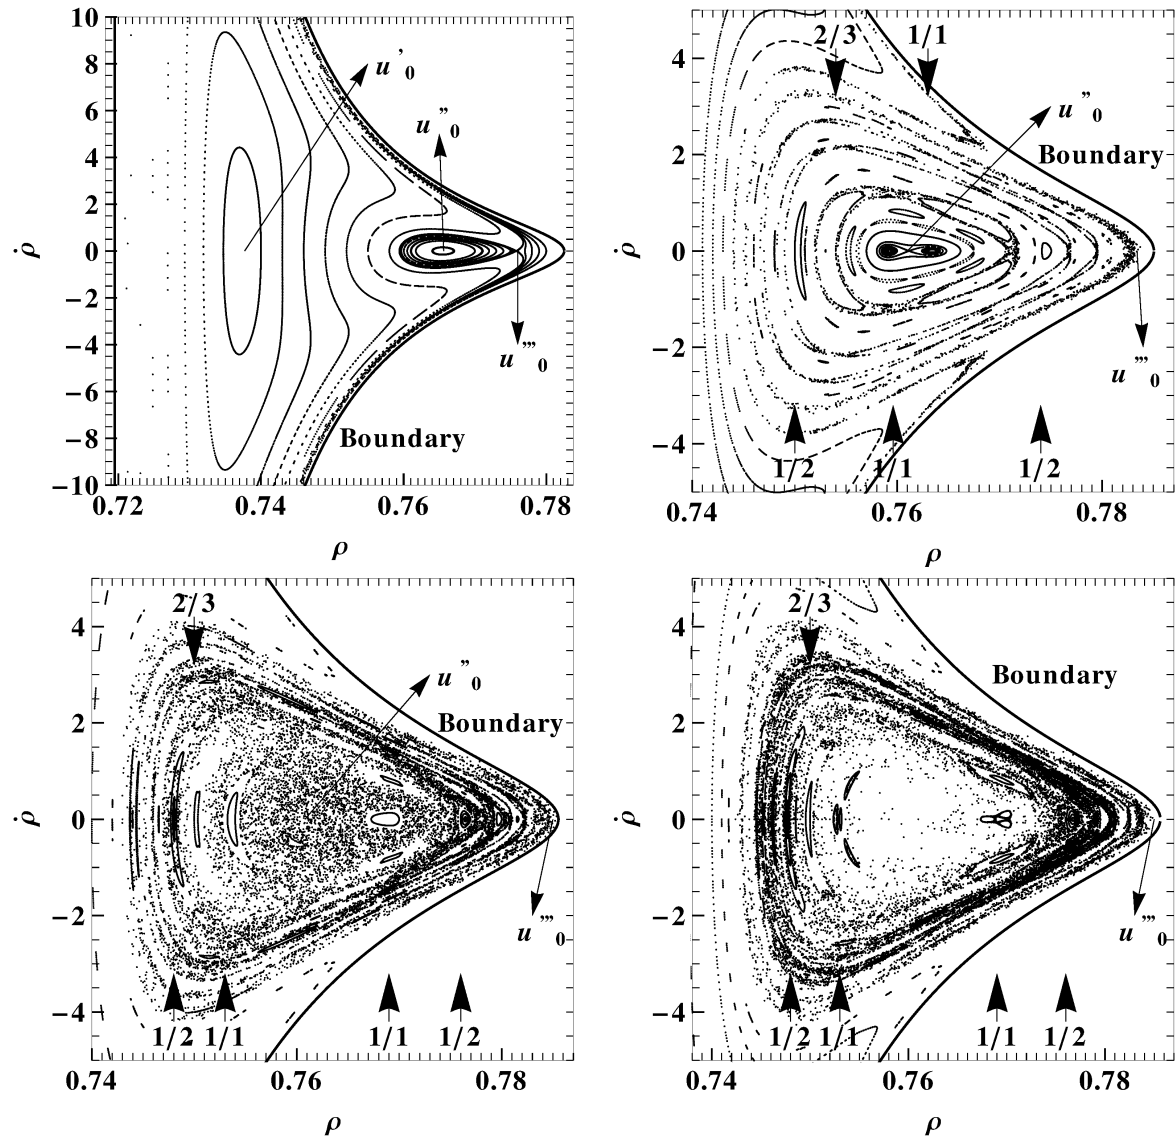 10
8
6
4
2
0
−2
−4
−6
−8
−10
ρ̇
u'₀
u''₀
u'''₀
Boundary
0.72 0.74 0.76 0.78
ρ
4
2
0
−2
−4
ρ̇
2/3 1/1
u''₀
Boundary
u'''₀
1/2 1/1 1/2
0.74 0.76 0.78
ρ
4
2
0
−2
−4
ρ̇
2/3
u''₀
Boundary
u'''₀
1/2 1/1 1/1 1/2
0.74 0.76 0.78
ρ
4
2
0
−2
−4
ρ̇
2/3
Boundary
u'''₀
1/2 1/1 1/1 1/2
0.74 0.76 0.78
ρ